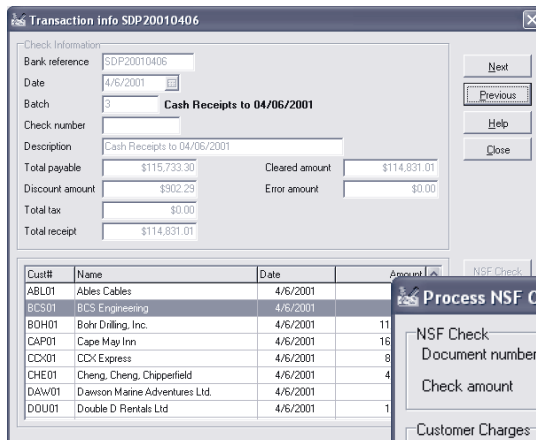 Transaction info SDP20010406
Check Information
Bank reference SDP20010406 Next
Date 4/6/2001 Previous
Batch 3 Cash Receipts to 04/06/2001
Check number Help
Description Cash Receipts to 04/06/2001 Close
Total payable $115,733.30 Cleared amount $114,831.01
Discount amount $902.29 Error amount $0.00
Total tax $0.00
Total receipt $114,831.01
Cust# Name Date Amount NSF Check
ABL01 Ables Cables 4/6/2001
BCS01 BCS Engineering 4/6/2001
BOH01 Bohr Drilling, Inc. 4/6/2001 11
CAP01 Cape May Inn 4/6/2001 16
CCX01 CCX Express 4/6/2001 8
CHE01 Cheng, Cheng, Chipperfield 4/6/2001 4
DAW01 Dawson Marine Adventures Ltd. 4/6/2001
DOU01 Double D Rentals Ltd 4/6/2001 1
Process NSF C
NSF Check
Document number
Check amount
Customer Charges